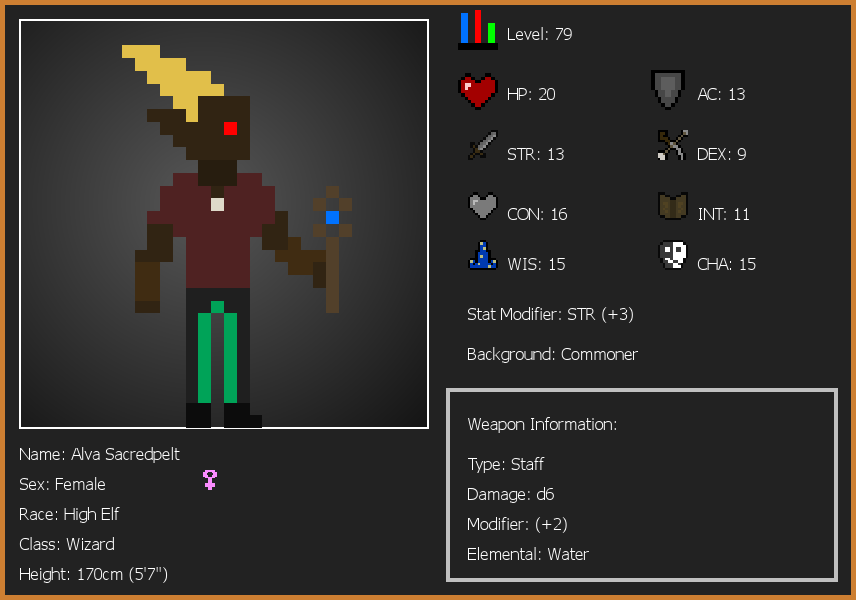 Level: 79
HP: 20
AC: 13
STR: 13
DEX: 9
CON: 16
INT: 11
WIS: 15
CHA: 15
Stat Modifier: STR (+3)
Background: Commoner
Weapon Information:
Type: Staff
Damage: d6
Modifier: (+2)
Elemental: Water
Name: Alva Sacredpelt
Sex: Female
Race: High Elf
Class: Wizard
Height: 170cm (5'7")